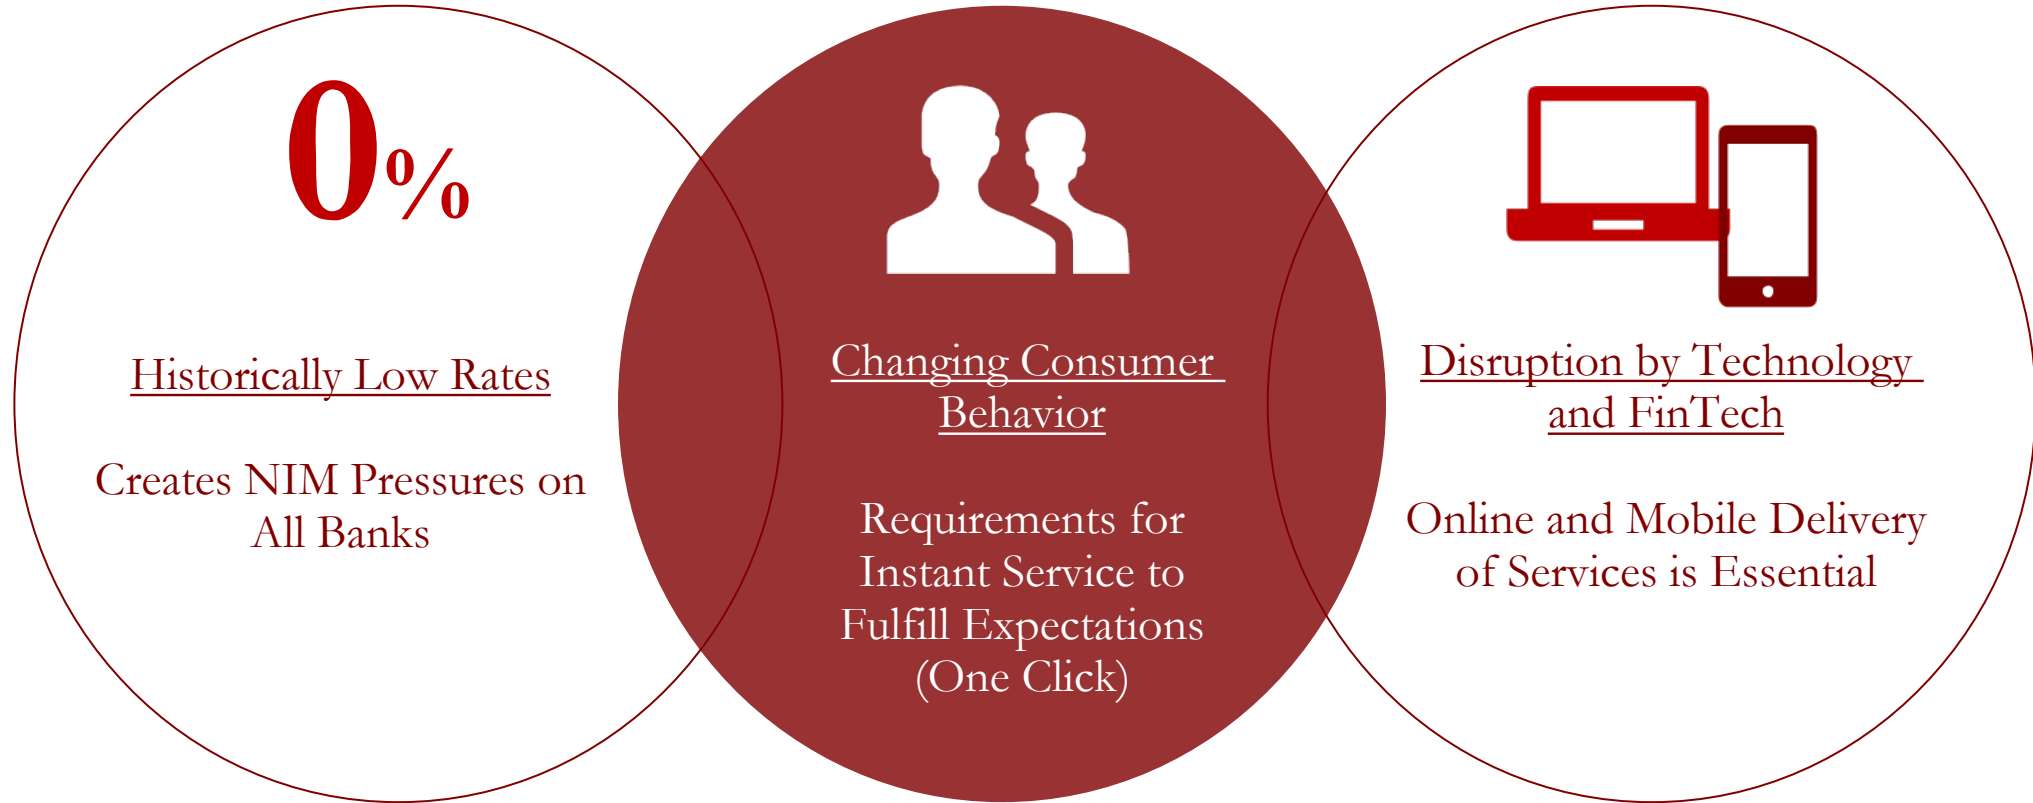 0%
Historically Low Rates
Creates NIM Pressures on
All Banks
Changing Consumer
Behavior
Requirements for
Instant Service to
Fulfill Expectations
(One Click)
Disruption by Technology
and FinTech
Online and Mobile Delivery
of Services is Essential